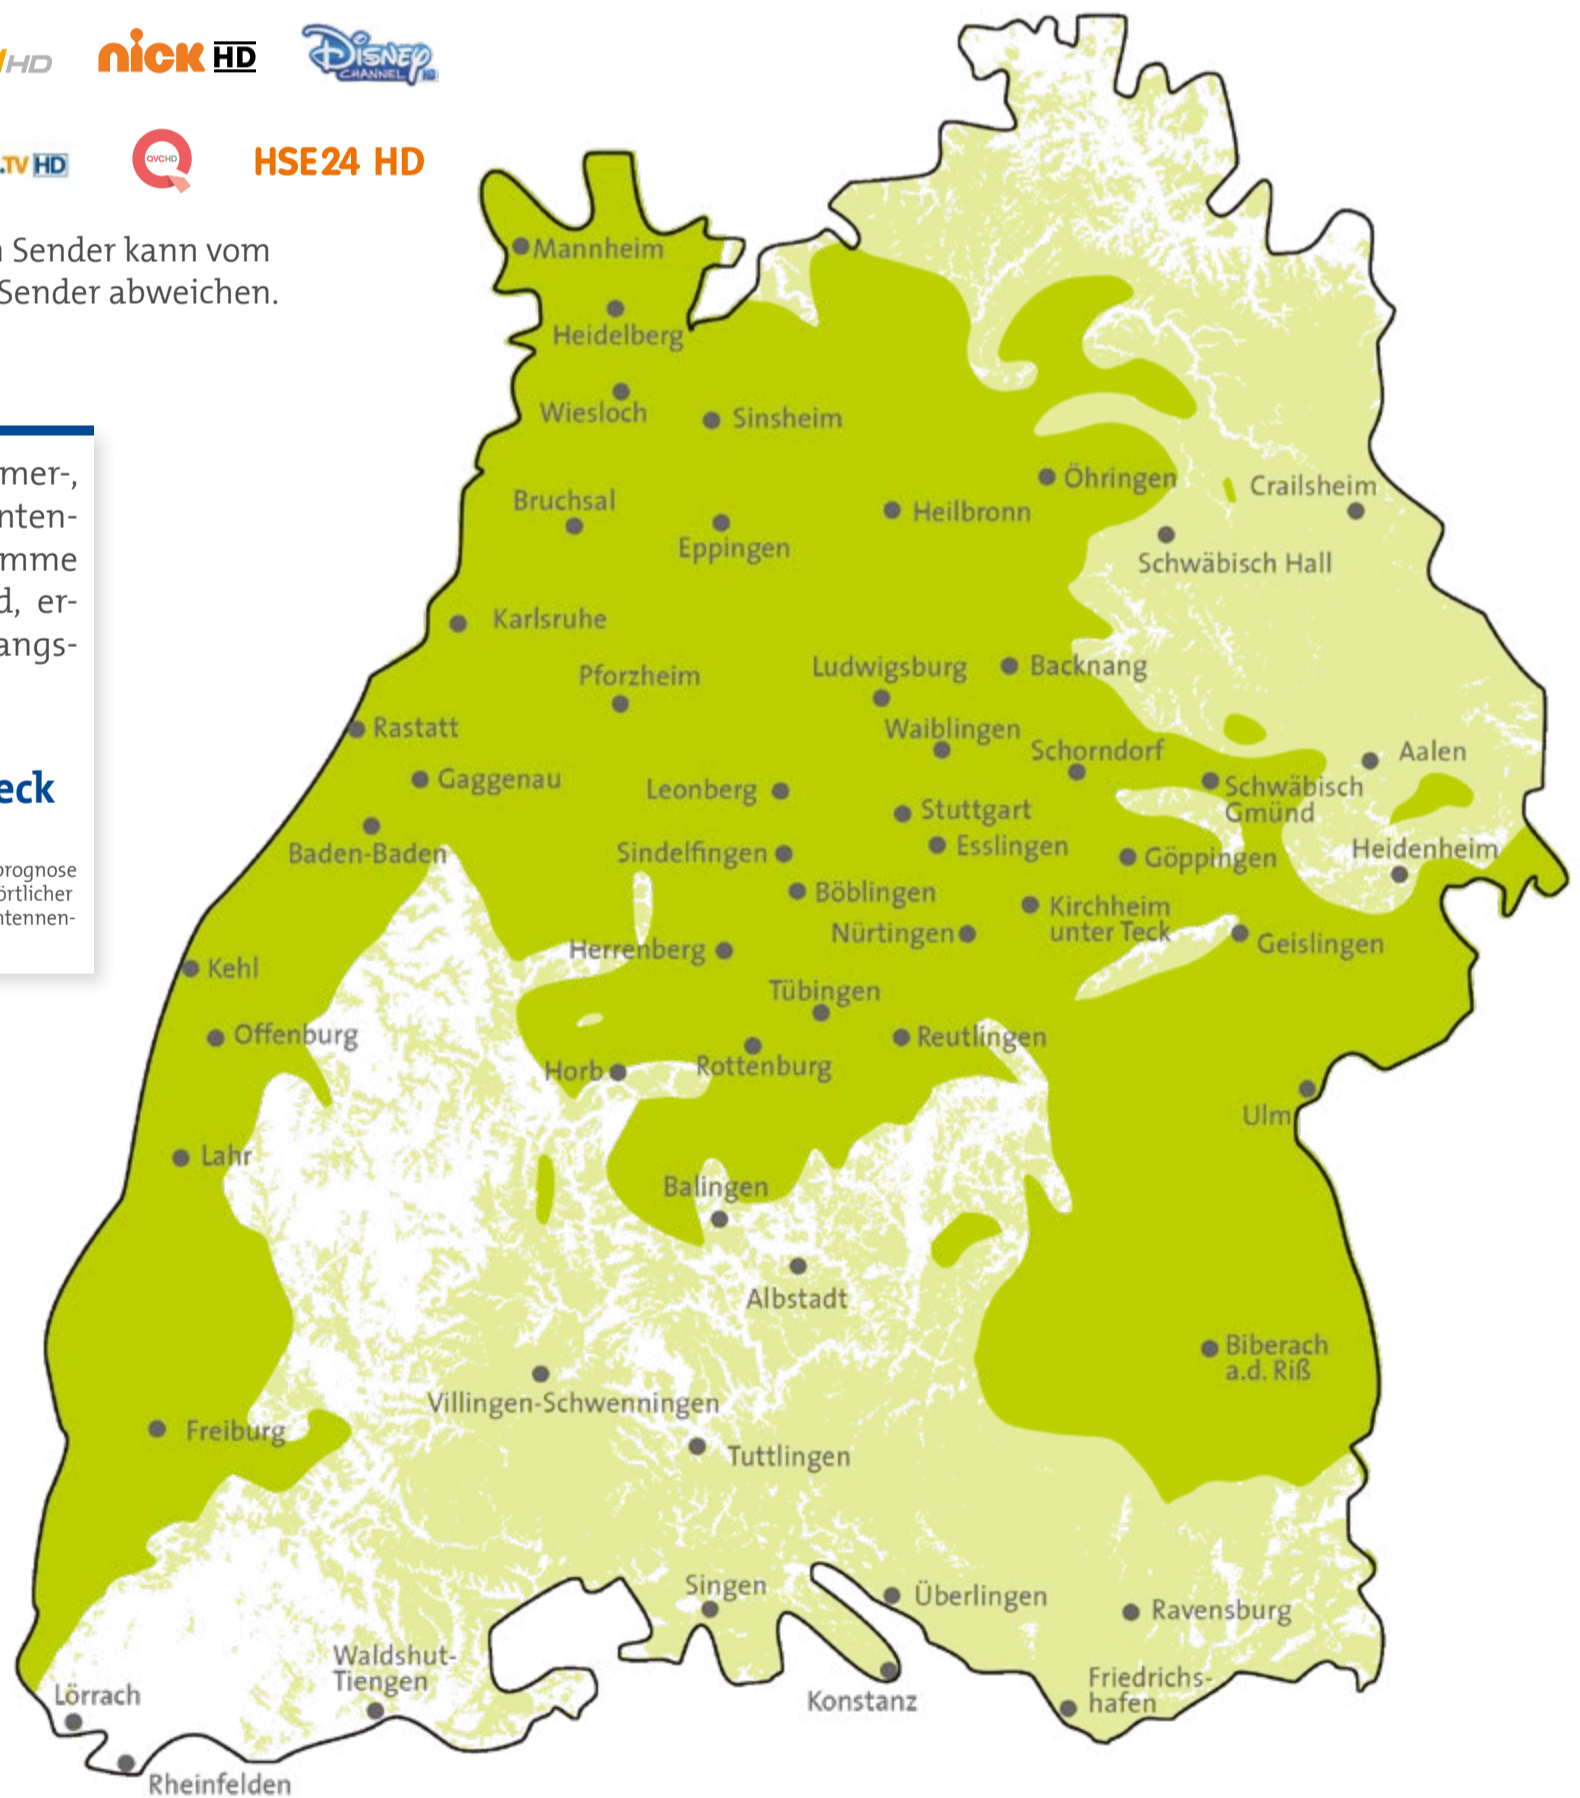 HD
nick HD
Disney
CHANNEL HD
.TV HD
QVC HD
HSE24 HD
Sender kann vom
Sender abweichen.
mer-,
nten-
mme
d, er-
angs-
eck
prognose
örtlicher
ntennen-
Mannheim
Heidelberg
Wiesloch
Sinsheim
Bruchsal
Eppingen
Heilbronn
Öhringen
Crailsheim
Schwäbisch Hall
Karlsruhe
Pforzheim
Ludwigsburg
Backnang
Rastatt
Waiblingen
Schorndorf
Aalen
Gaggenau
Leonberg
Schwäbisch
Gmünd
Stuttgart
Baden-Baden
Sindelfingen
Esslingen
Göppingen
Heidenheim
Böblingen
Kirchheim
unter Teck
Nürtingen
Geislingen
Herrenberg
Kehl
Tübingen
Offenburg
Reutlingen
Horb
Rottenburg
Ulm
Lahr
Balingen
Albstadt
Biberach
a.d. Riß
Villingen-Schwenningen
Freiburg
Tuttlingen
Singen
Überlingen
Ravensburg
Waldshut-
Tiengen
Lörrach
Konstanz
Friedrichs-
hafen
Rheinfelden